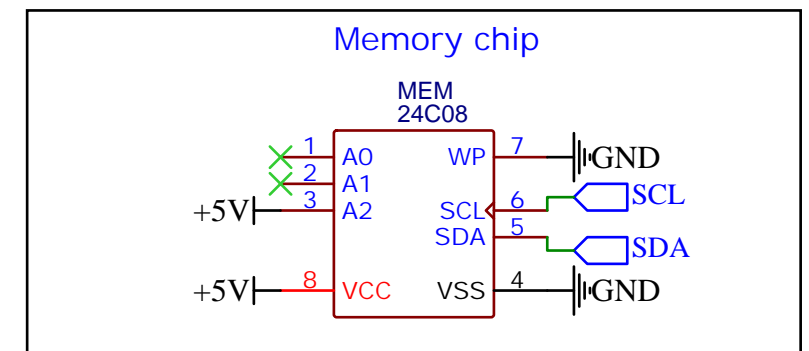 Memory chip
MEM
24C08
1 A0 WP 7 GND
2 A1
+5V 3 A2 SCL 6 SCL
SDA 5 SDA
+5V 8 VCC VSS 4 GND